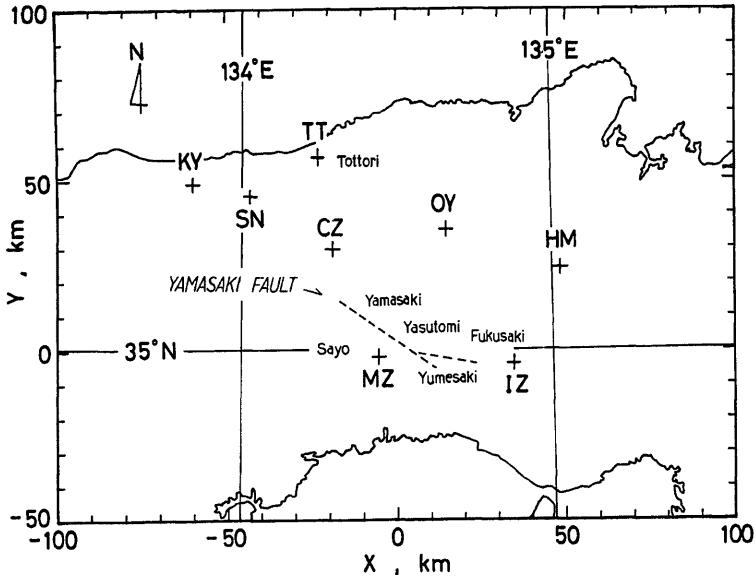 100
N
134°E
135°E
TT
KY
Tottori
50
SN
CZ
OY
HM
Y , km
YAMASAKI FAULT
Yamasaki
Yasutomi
Fukusaki
0
35°N
Sayo
MZ
Yumesaki
IZ
-50
-100
-50
0
50
100
X , km